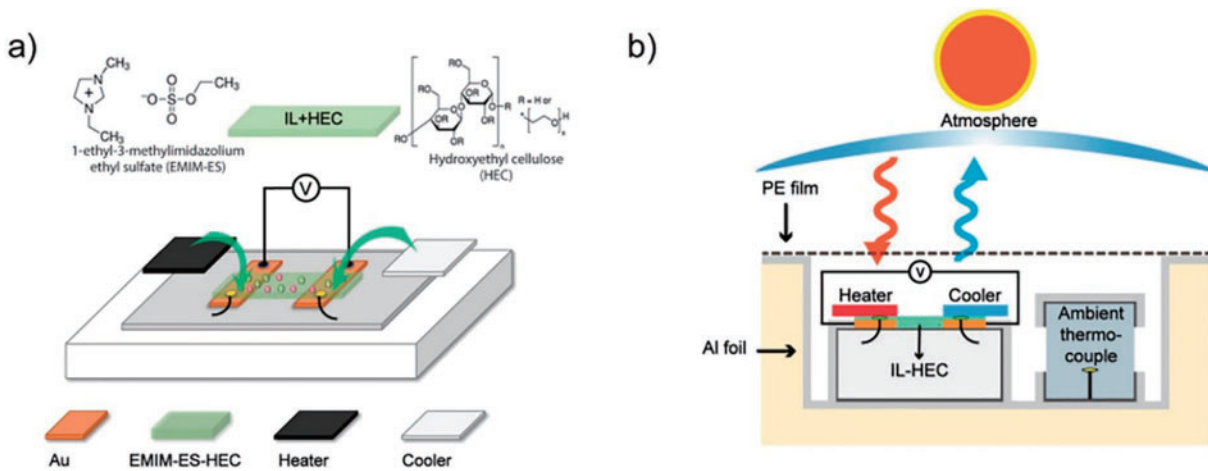 a)
CH₃
N
+
N
CH₃
O
⁻O-S-O
O
CH₃
1-ethyl-3-methylimidazolium
ethyl sulfate (EMIM-ES)
IL+HEC
RO
OR
OR
RO
O
O
OR
OR
R
RO
OR
n
R = H or
* O H
Hydroxyethyl cellulose
(HEC)
V
Au
EMIM-ES-HEC
Heater
Cooler
b)
Atmosphere
PE film
V
Heater
Cooler
Al foil
IL-HEC
Ambient
thermo-
couple